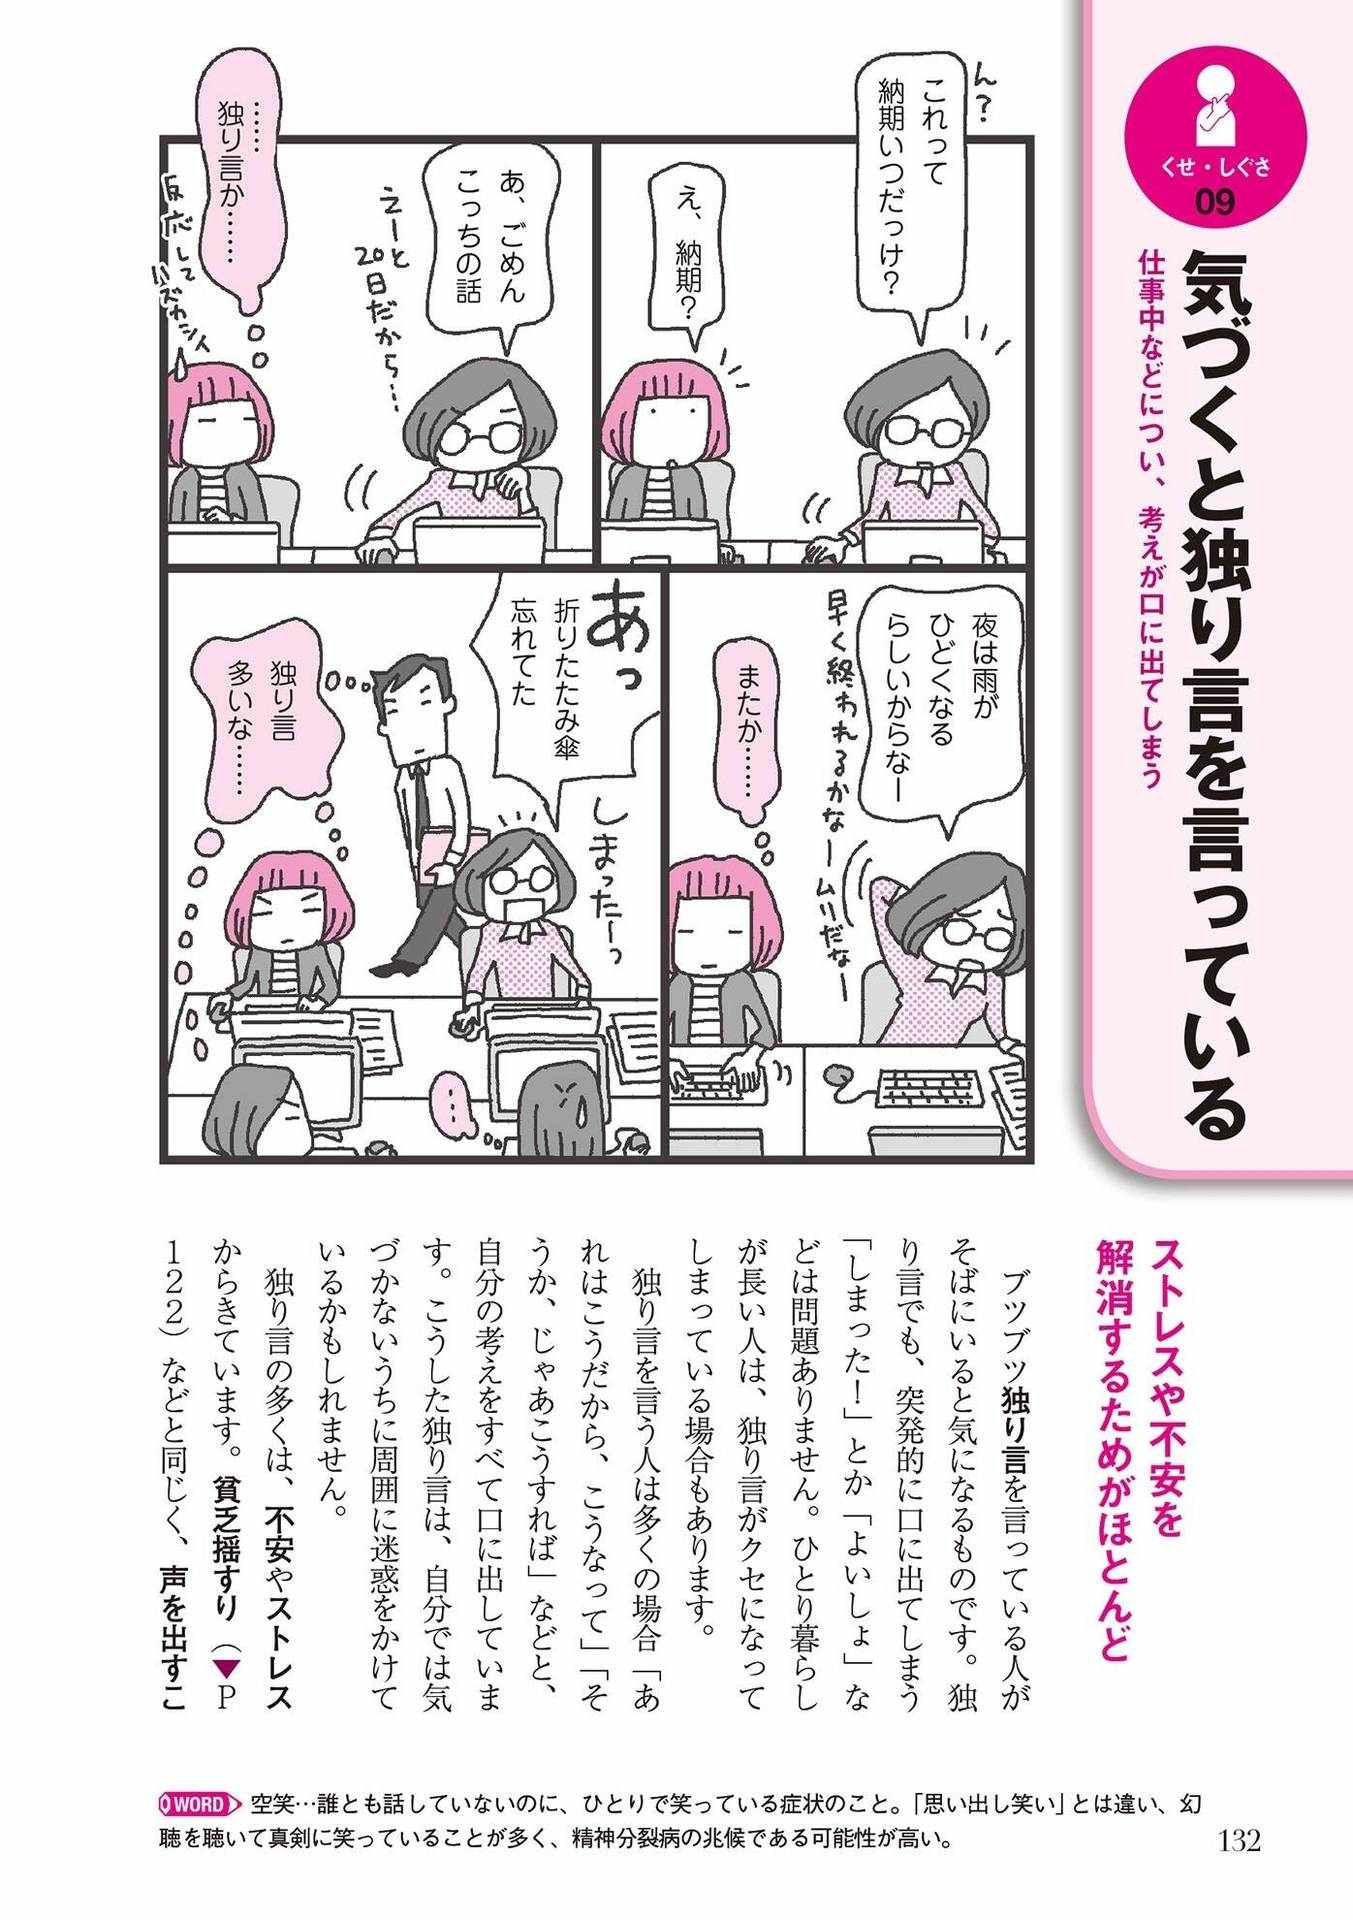 くせ・しぐさ
09
気づくと独り言を言っている
仕事中などについ、考えが口に出てしまう
ん?
これって
納期いつだっけ?
え、納期?
あ、ごめん
こっちの話
えーと
20日だから…
……
独り言か……
反応して
ハズカシイ
夜は雨が
ひどくなる
らしいからなー
早く終われるかなームリだなー
またか……
あっ
折りたたみ傘
忘れてた
しまったーっ
独り言
多いな……
…
ストレスや不安を
解消するためがほとんど
ブツブツ独り言を言っている人が
そばにいると気になるものです。独
り言でも、突発的に口に出てしまう
「しまった!」とか「よいしょ」な
どは問題ありません。ひとり暮らし
が長い人は、独り言がクセになって
しまっている場合もあります。
独り言を言う人は多くの場合「あ
れはこうだから、こうなって」「そ
うか、じゃあこうすれば」などと、
自分の考えをすべて口に出していま
す。こうした独り言は、自分では気
づかないうちに周囲に迷惑をかけて
いるかもしれません。
独り言の多くは、不安やストレス
からきています。貧乏揺すり(▼P
122)などと同じく、声を出すこ
WORD 空笑…誰とも話していないのに、ひとりで笑っている症状のこと。「思い出し笑い」とは違い、幻
聴を聴いて真剣に笑っていることが多く、精神分裂病の兆候である可能性が高い。
132